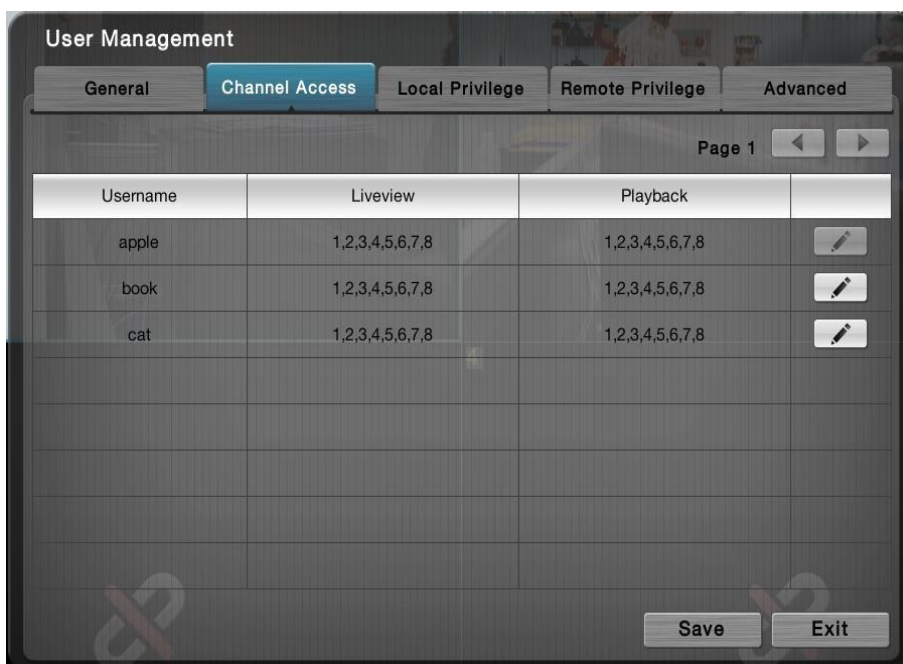 User Management
General Channel Access Local Privilege Remote Privilege Advanced
Page 1
Username Liveview Playback
apple 1,2,3,4,5,6,7,8 1,2,3,4,5,6,7,8
book 1,2,3,4,5,6,7,8 1,2,3,4,5,6,7,8
cat 1,2,3,4,5,6,7,8 1,2,3,4,5,6,7,8
4
Save Exit